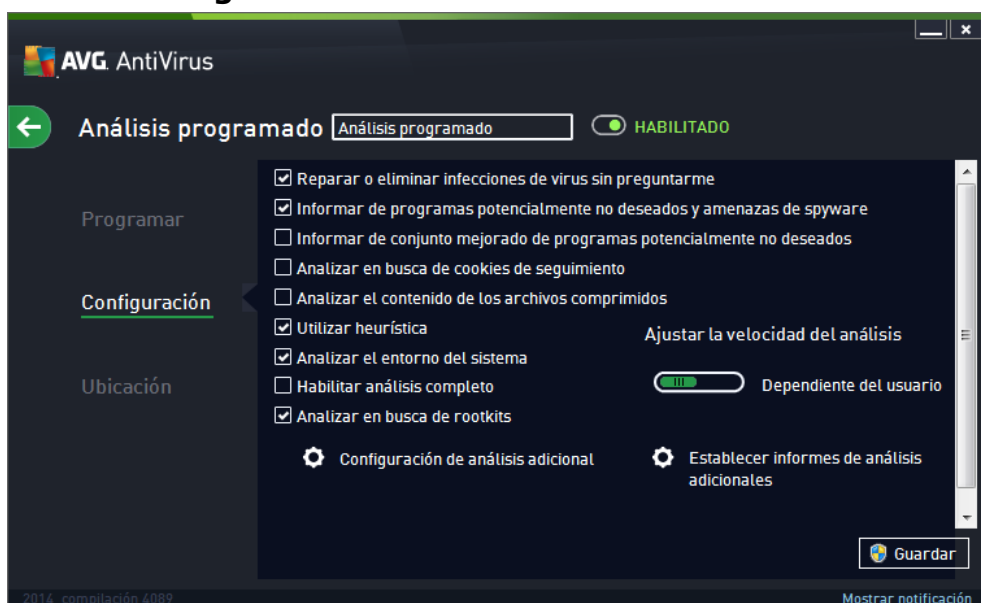 AVG. AntiVirus
Análisis programado Análisis programado HABILITADO
Programar
Configuración
Ubicación
Reparar o eliminar infecciones de virus sin preguntarme
Informar de programas potencialmente no deseados y amenazas de spyware
Informar de conjunto mejorado de programas potencialmente no deseados
Analizar en busca de cookies de seguimiento
Analizar el contenido de los archivos comprimidos
Utilizar heurística
Analizar el entorno del sistema
Habilitar análisis completo
Analizar en busca de rootkits
Ajustar la velocidad del análisis
Dependiente del usuario
Configuración de análisis adicional
Establecer informes de análisis
adicionales
Guardar
2014 compilación 4089
Mostrar notificación